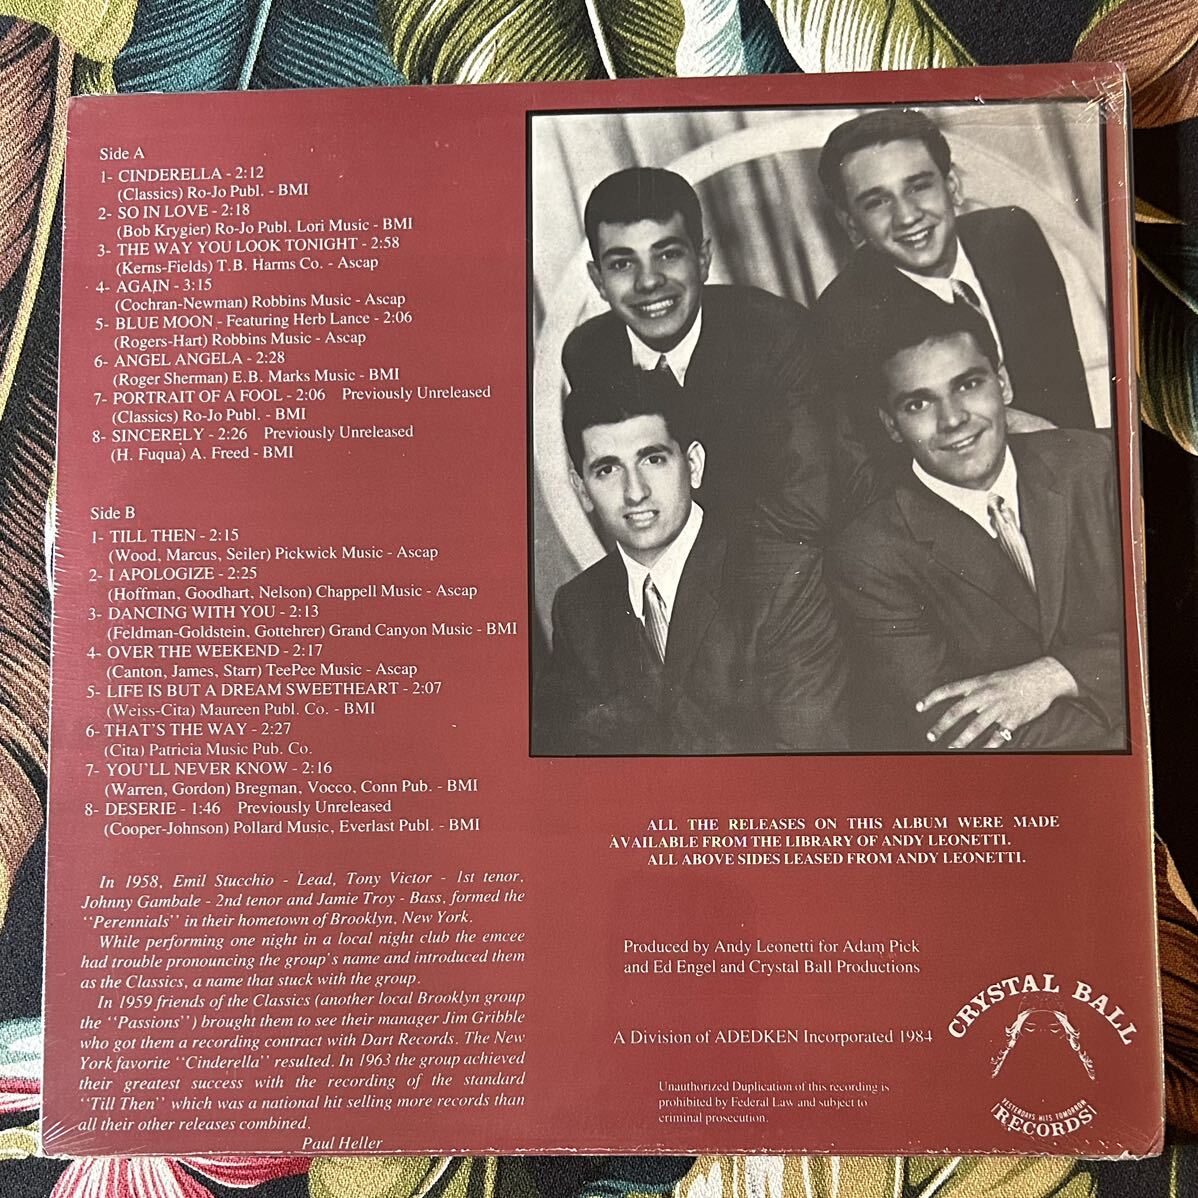 Side A
1- CINDERELLA - 2:12
(Classics) Ro-Jo Publ. - BMI
2- SO IN LOVE - 2:18
(Bob Krygier) Ro-Jo Publ. Lori Music - BMI
3- THE WAY YOU LOOK TONIGHT - 2:58
(Kerns-Fields) T.B. Harms Co. - Ascap
4- AGAIN - 3:15
(Cochran-Newman) Robbins Music - Ascap
5- BLUE MOON - Featuring Herb Lance - 2:06
(Rogers-Hart) Robbins Music - Ascap
6- ANGEL ANGELA - 2:28
(Roger Sherman) E.B. Marks Music - BMI
7- PORTRAIT OF A FOOL - 2:06 Previously Unreleased
(Classics) Ro-Jo Publ. - BMI
8- SINCERELY - 2:26 Previously Unreleased
(H. Fuqua) A. Freed - BMI
Side B
1- TILL THEN - 2:15
(Wood, Marcus, Seiler) Pickwick Music - Ascap
2- I APOLOGIZE - 2:25
(Hoffman, Goodhart, Nelson) Chappell Music - Ascap
3- DANCING WITH YOU - 2:13
(Feldman-Goldstein, Gottehrer) Grand Canyon Music - BMI
4- OVER THE WEEKEND - 2:17
(Canton, James, Starr) TeePee Music - Ascap
5- LIFE IS BUT A DREAM SWEETHEART - 2:07
(Weiss-Cita) Maureen Publ. Co. - BMI
6- THAT'S THE WAY - 2:27
(Cita) Patricia Music Pub. Co.
7- YOU'LL NEVER KNOW - 2:16
(Warren, Gordon) Bregman, Vocco, Conn Pub. - BMI
8- DESERIE - 1:46 Previously Unreleased
(Cooper-Johnson) Pollard Music, Everlast Publ. - BMI
In 1958, Emil Stucchio - Lead, Tony Victor - 1st tenor,
Johnny Gambale - 2nd tenor and Jamie Troy - Bass, formed the
"Perennials" in their hometown of Brooklyn, New York.
While performing one night in a local night club the emcee
had trouble pronouncing the group's name and introduced them
as the Classics, a name that stuck with the group.
In 1959 friends of the Classics (another local Brooklyn group
the "Passions") brought them to see their manager Jim Gribble
who got them a recording contract with Dart Records. The New
York favorite "Cinderella" resulted. In 1963 the group achieved
their greatest success with the recording of the standard
"Till Then" which was a national hit selling more records than
all their other releases combined.
Paul Heller
ALL THE RELEASES ON THIS ALBUM WERE MADE
AVAILABLE FROM THE LIBRARY OF ANDY LEONETTI.
ALL ABOVE SIDES LEASED FROM ANDY LEONETTI.
Produced by Andy Leonetti for Adam Pick
and Ed Engel and Crystal Ball Productions
A Division of ADEDKEN Incorporated 1984
Unauthorized Duplication of this recording is
prohibited by Federal Law and subject to
criminal prosecution.
CRYSTAL BALL
YESTERDAYS HITS TOMORROW
RECORDS